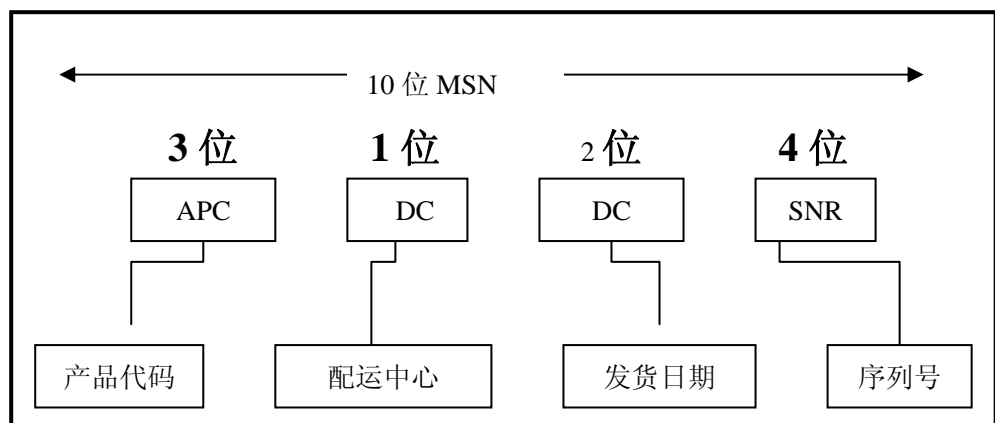 10 位 MSN
3 位 1 位 2 位 4 位
APC DC DC SNR
产品代码 配运中心 发货日期 序列号